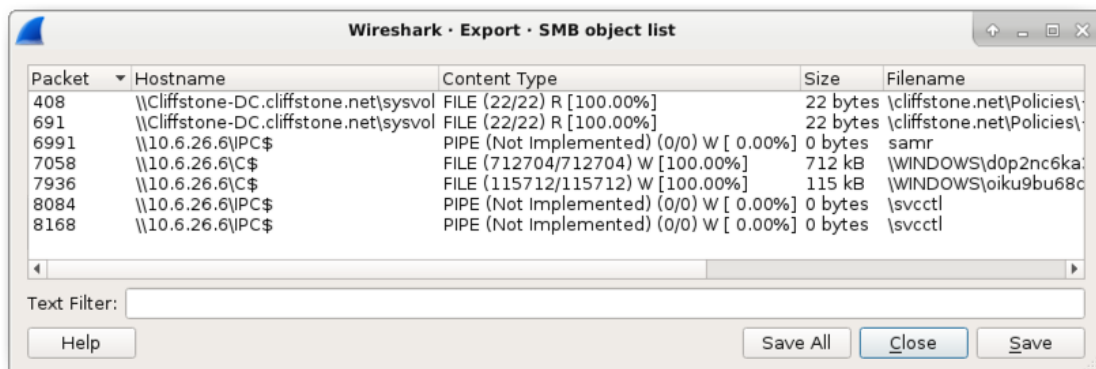 Wireshark · Export · SMB object list
Packet Hostname Content Type Size Filename
408 \\Cliffstone-DC.cliffstone.net\sysvol FILE (22/22) R [100.00%] 22 bytes \cliffstone.net\Policies\
691 \\Cliffstone-DC.cliffstone.net\sysvol FILE (22/22) R [100.00%] 22 bytes \cliffstone.net\Policies\
6991 \\10.6.26.6\IPC$ PIPE (Not Implemented) (0/0) W [ 0.00%] 0 bytes samr
7058 \\10.6.26.6\C$ FILE (712704/712704) W [100.00%] 712 kB \WINDOWS\d0p2nc6ka
7936 \\10.6.26.6\C$ FILE (115712/115712) W [100.00%] 115 kB \WINDOWS\oiku9bu68
8084 \\10.6.26.6\IPC$ PIPE (Not Implemented) (0/0) W [ 0.00%] 0 bytes \svcctl
8168 \\10.6.26.6\IPC$ PIPE (Not Implemented) (0/0) W [ 0.00%] 0 bytes \svcctl
Text Filter:
Help Save All Close Save